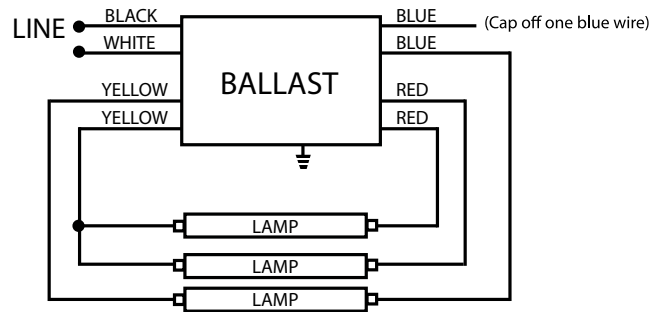 LINE
BLACK
WHITE
YELLOW
YELLOW
BALLAST
BLUE
(Cap off one blue wire)
BLUE
RED
RED
LAMP
LAMP
LAMP